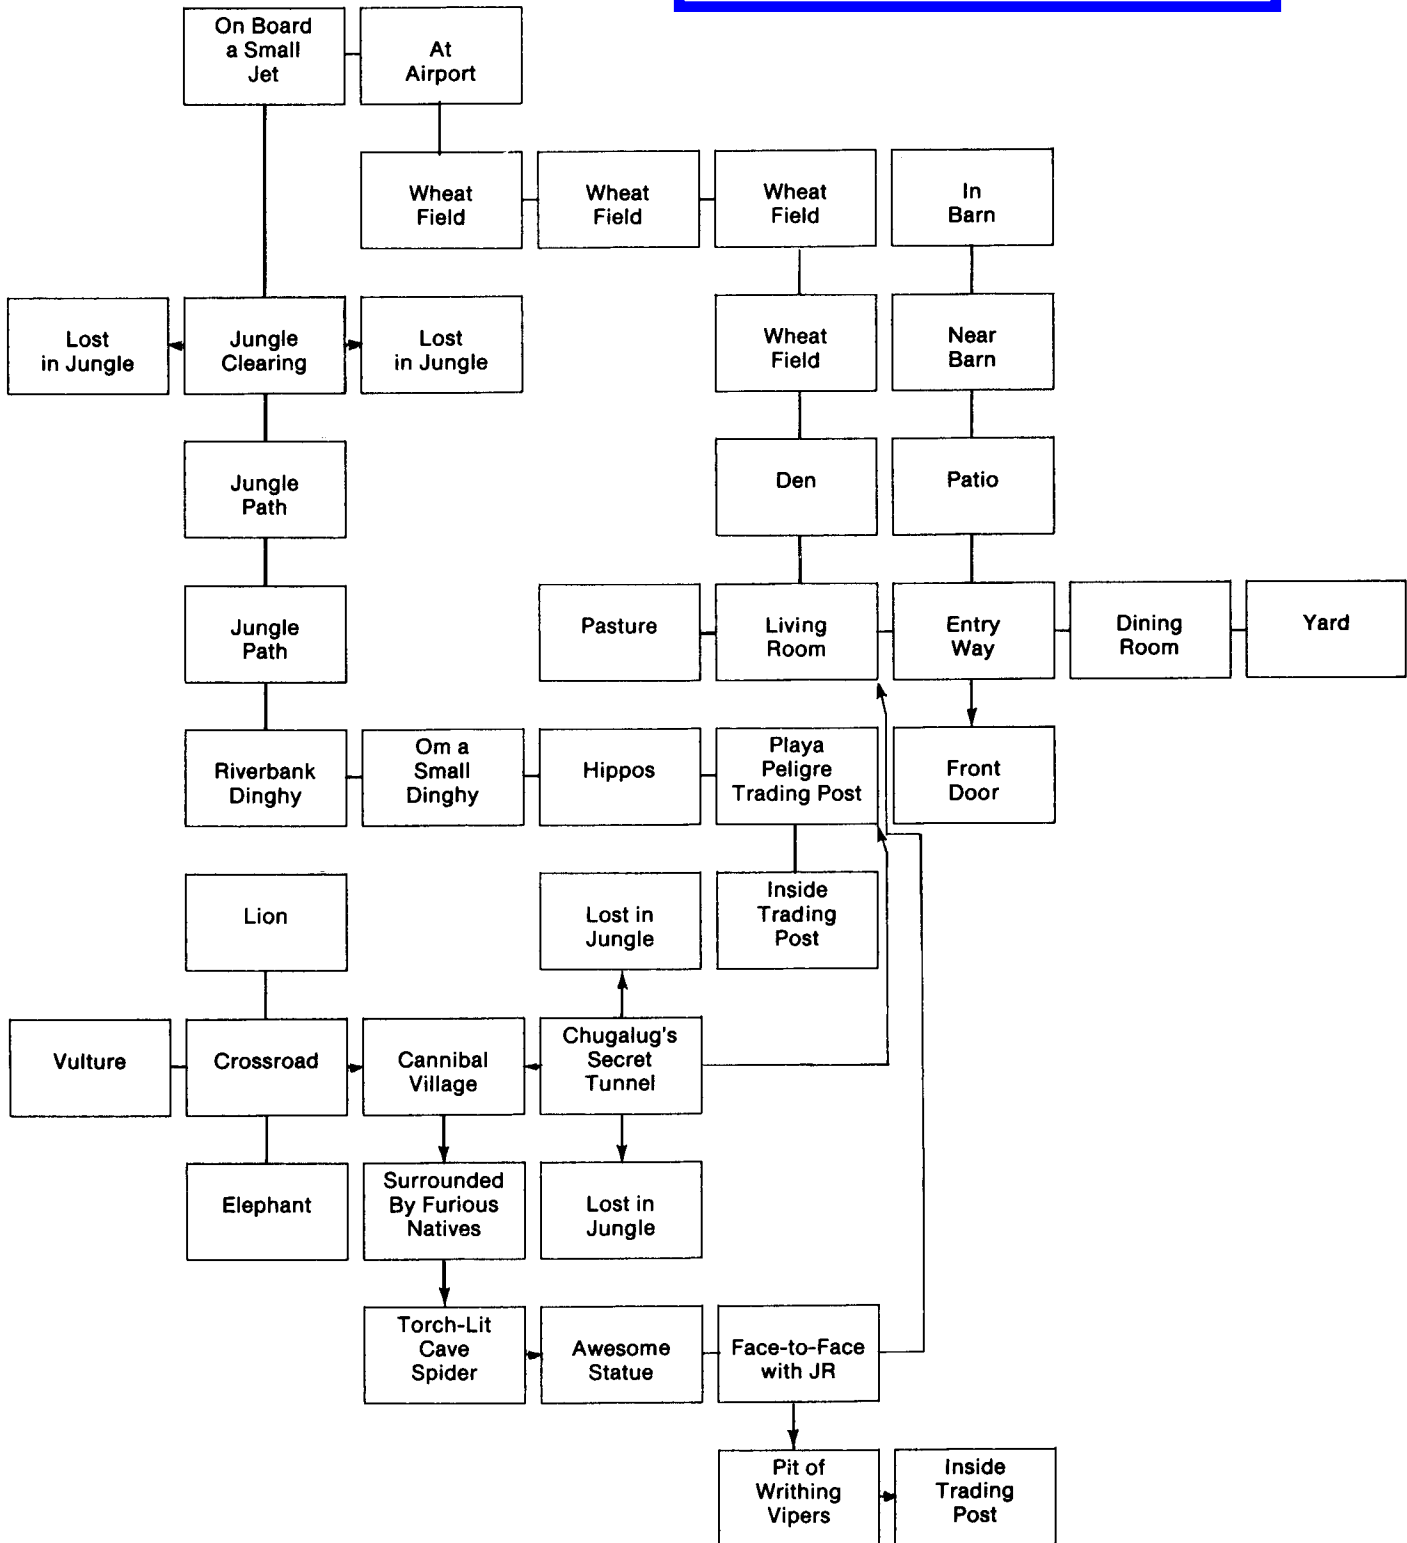 On Board
a Small
Jet
At
Airport
Wheat
Field
Wheat
Field
Wheat
Field
In
Barn
Lost
in Jungle
Jungle
Clearing
Lost
in Jungle
Wheat
Field
Near
Barn
Jungle
Path
Den
Patio
Jungle
Path
Pasture
Living
Room
Entry
Way
Dining
Room
Yard
Riverbank
Dinghy
Om a
Small
Dinghy
Hippos
Playa
Peligre
Trading Post
Front
Door
Lion
Lost in
Jungle
Inside
Trading
Post
Vulture
Crossroad
Cannibal
Village
Chugalug's
Secret
Tunnel
Elephant
Surrounded
By Furious
Natives
Lost in
Jungle
Torch-Lit
Cave
Spider
Awesome
Statue
Face-to-Face
with JR
Pit of
Writhing
Vipers
Inside
Trading
Post